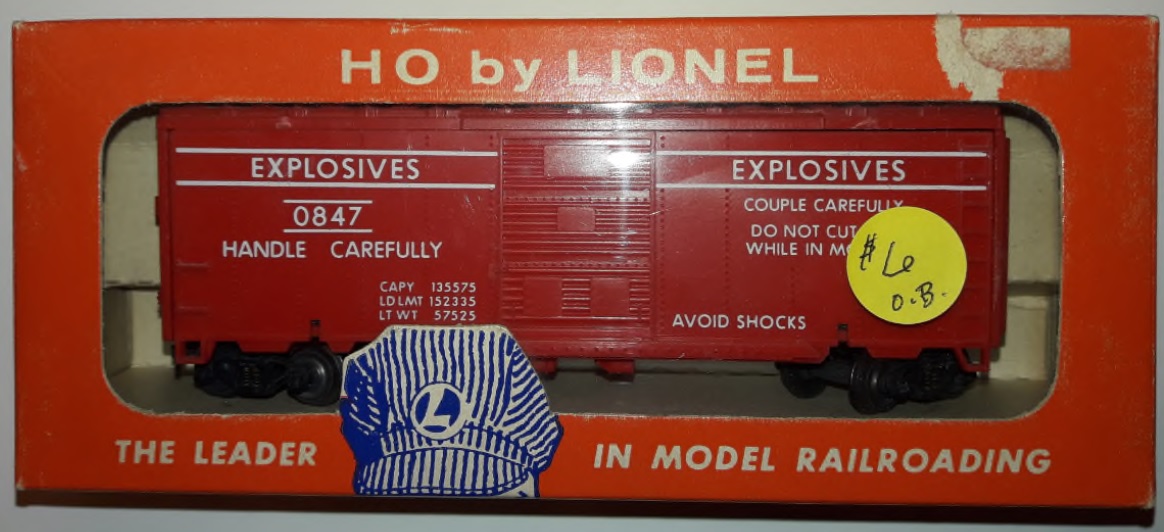 HO by LIONEL
EXPLOSIVES
0847
HANDLE CAREFULLY
CAPY 135575
LD LMT 152335
LT WT 57525
EXPLOSIVES
COUPLE CAREFULLY
DO NOT CUT
WHILE IN
AVOID SHOCKS
O.B.
L
THE LEADER IN MODEL RAILROADING